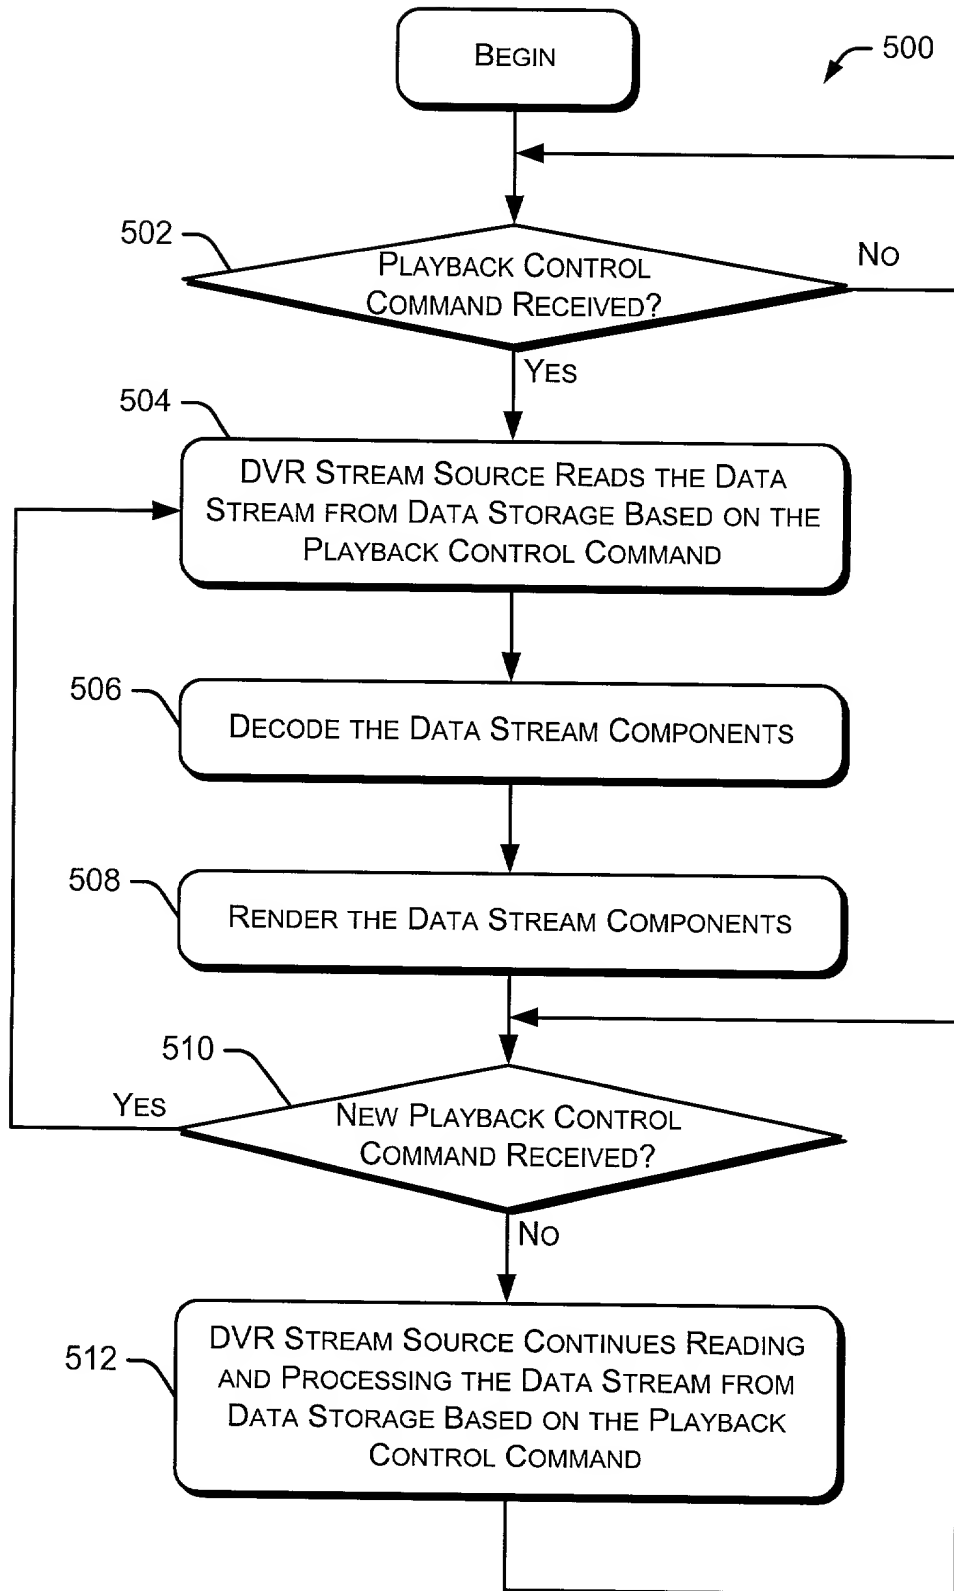 BEGIN
500
502
PLAYBACK CONTROL
COMMAND RECEIVED?
NO
YES
504
DVR STREAM SOURCE READS THE DATA
STREAM FROM DATA STORAGE BASED ON THE
PLAYBACK CONTROL COMMAND
506
DECODE THE DATA STREAM COMPONENTS
508
RENDER THE DATA STREAM COMPONENTS
510
YES
NEW PLAYBACK CONTROL
COMMAND RECEIVED?
NO
512
DVR STREAM SOURCE CONTINUES READING
AND PROCESSING THE DATA STREAM FROM
DATA STORAGE BASED ON THE PLAYBACK
CONTROL COMMAND